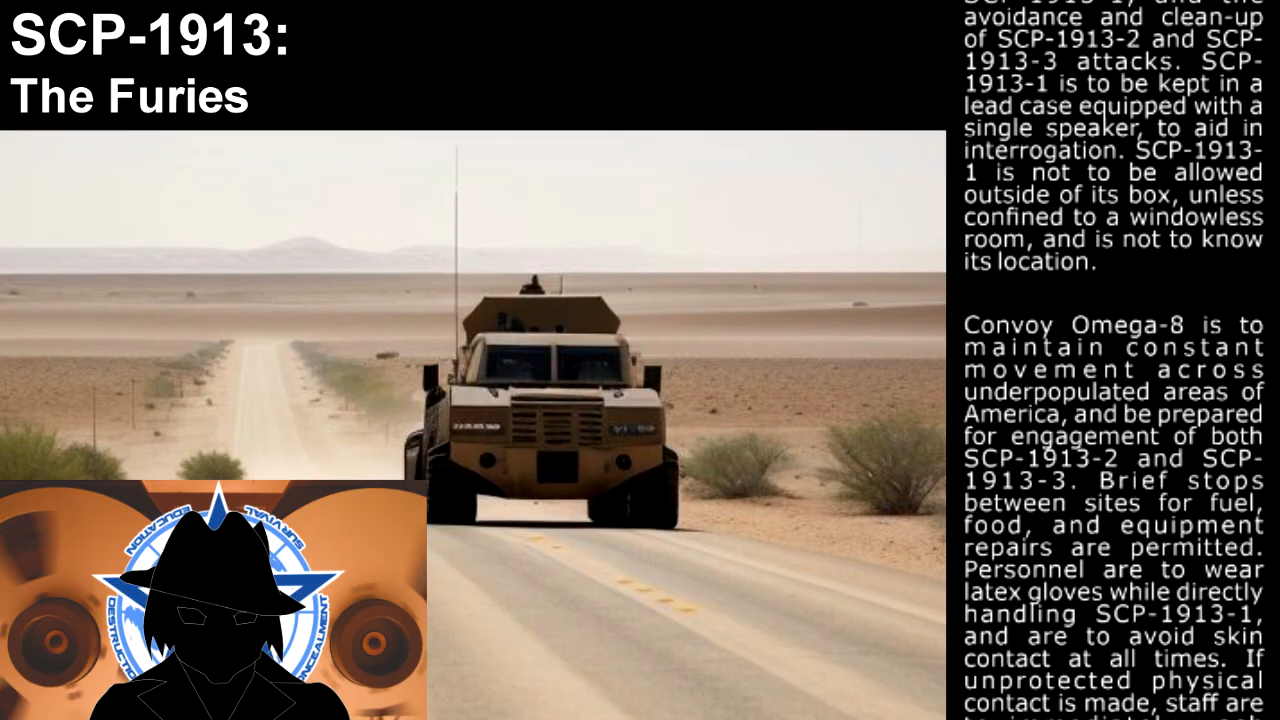 SCP-1913:
The Furies
avoidance and clean-up
of SCP-1913-2 and SCP-
1913-3 attacks. SCP-
1913-1 is to be kept in a
lead case equipped with a
single speaker, to aid in
interrogation. SCP-1913-
1 is not to be allowed
outside of its box, unless
confined to a windowless
room, and is not to know
its location.
Convoy Omega-8 is to
maintain constant
movement across
underpopulated areas of
America, and be prepared
for engagement of both
SCP-1913-2 and SCP-
1913-3. Brief stops
between sites for fuel,
food, and equipment
repairs are permitted.
Personnel are to wear
latex gloves while directly
handling SCP-1913-1,
and are to avoid skin
contact at all times. If
unprotected physical
contact is made, staff are
EDUCATION
SURVIVAL